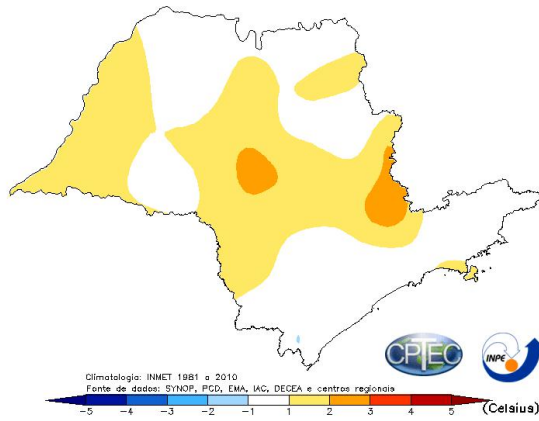 CPTEC
INPE
Climatologia: INMET 1981 a 2010
Fonte de dados: SYNOP, PCD, EMA, IAC, DECEA e centros regionais
-5 -4 -3 -2 -1 1 2 3 4 5 (Celsius)